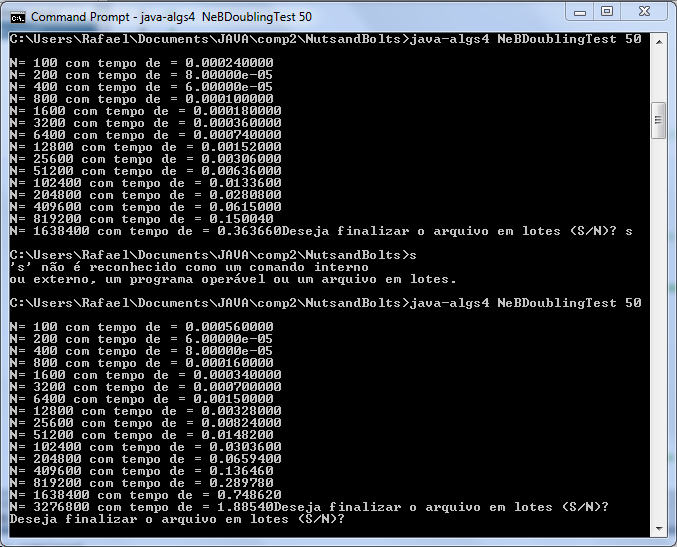 Command Prompt - java-algs4  NeBDoublingTest 50
C:\Users\Rafael\Documents\JAVA\comp2\NutsandBolts>java-algs4 NeBDoublingTest 50
N= 100 com tempo de = 0.000240000
N= 200 com tempo de = 8.00000e-05
N= 400 com tempo de = 6.00000e-05
N= 800 com tempo de = 0.000100000
N= 1600 com tempo de = 0.000180000
N= 3200 com tempo de = 0.000360000
N= 6400 com tempo de = 0.000740000
N= 12800 com tempo de = 0.00152000
N= 25600 com tempo de = 0.00306000
N= 51200 com tempo de = 0.00636000
N= 102400 com tempo de = 0.0133600
N= 204800 com tempo de = 0.0280800
N= 409600 com tempo de = 0.0615000
N= 819200 com tempo de = 0.150040
N= 1638400 com tempo de = 0.363660Deseja finalizar o arquivo em lotes (S/N)? s
C:\Users\Rafael\Documents\JAVA\comp2\NutsandBolts>s
's' não é reconhecido como um comando interno
ou externo, um programa operável ou um arquivo em lotes.
C:\Users\Rafael\Documents\JAVA\comp2\NutsandBolts>java-algs4 NeBDoublingTest 50
N= 100 com tempo de = 0.000560000
N= 200 com tempo de = 6.00000e-05
N= 400 com tempo de = 8.00000e-05
N= 800 com tempo de = 0.000160000
N= 1600 com tempo de = 0.000340000
N= 3200 com tempo de = 0.000700000
N= 6400 com tempo de = 0.00150000
N= 12800 com tempo de = 0.00328000
N= 25600 com tempo de = 0.00824000
N= 51200 com tempo de = 0.0148200
N= 102400 com tempo de = 0.0303600
N= 204800 com tempo de = 0.0659400
N= 409600 com tempo de = 0.136460
N= 819200 com tempo de = 0.289780
N= 1638400 com tempo de = 0.748620
N= 3276800 com tempo de = 1.88540Deseja finalizar o arquivo em lotes (S/N)?
Deseja finalizar o arquivo em lotes (S/N)?